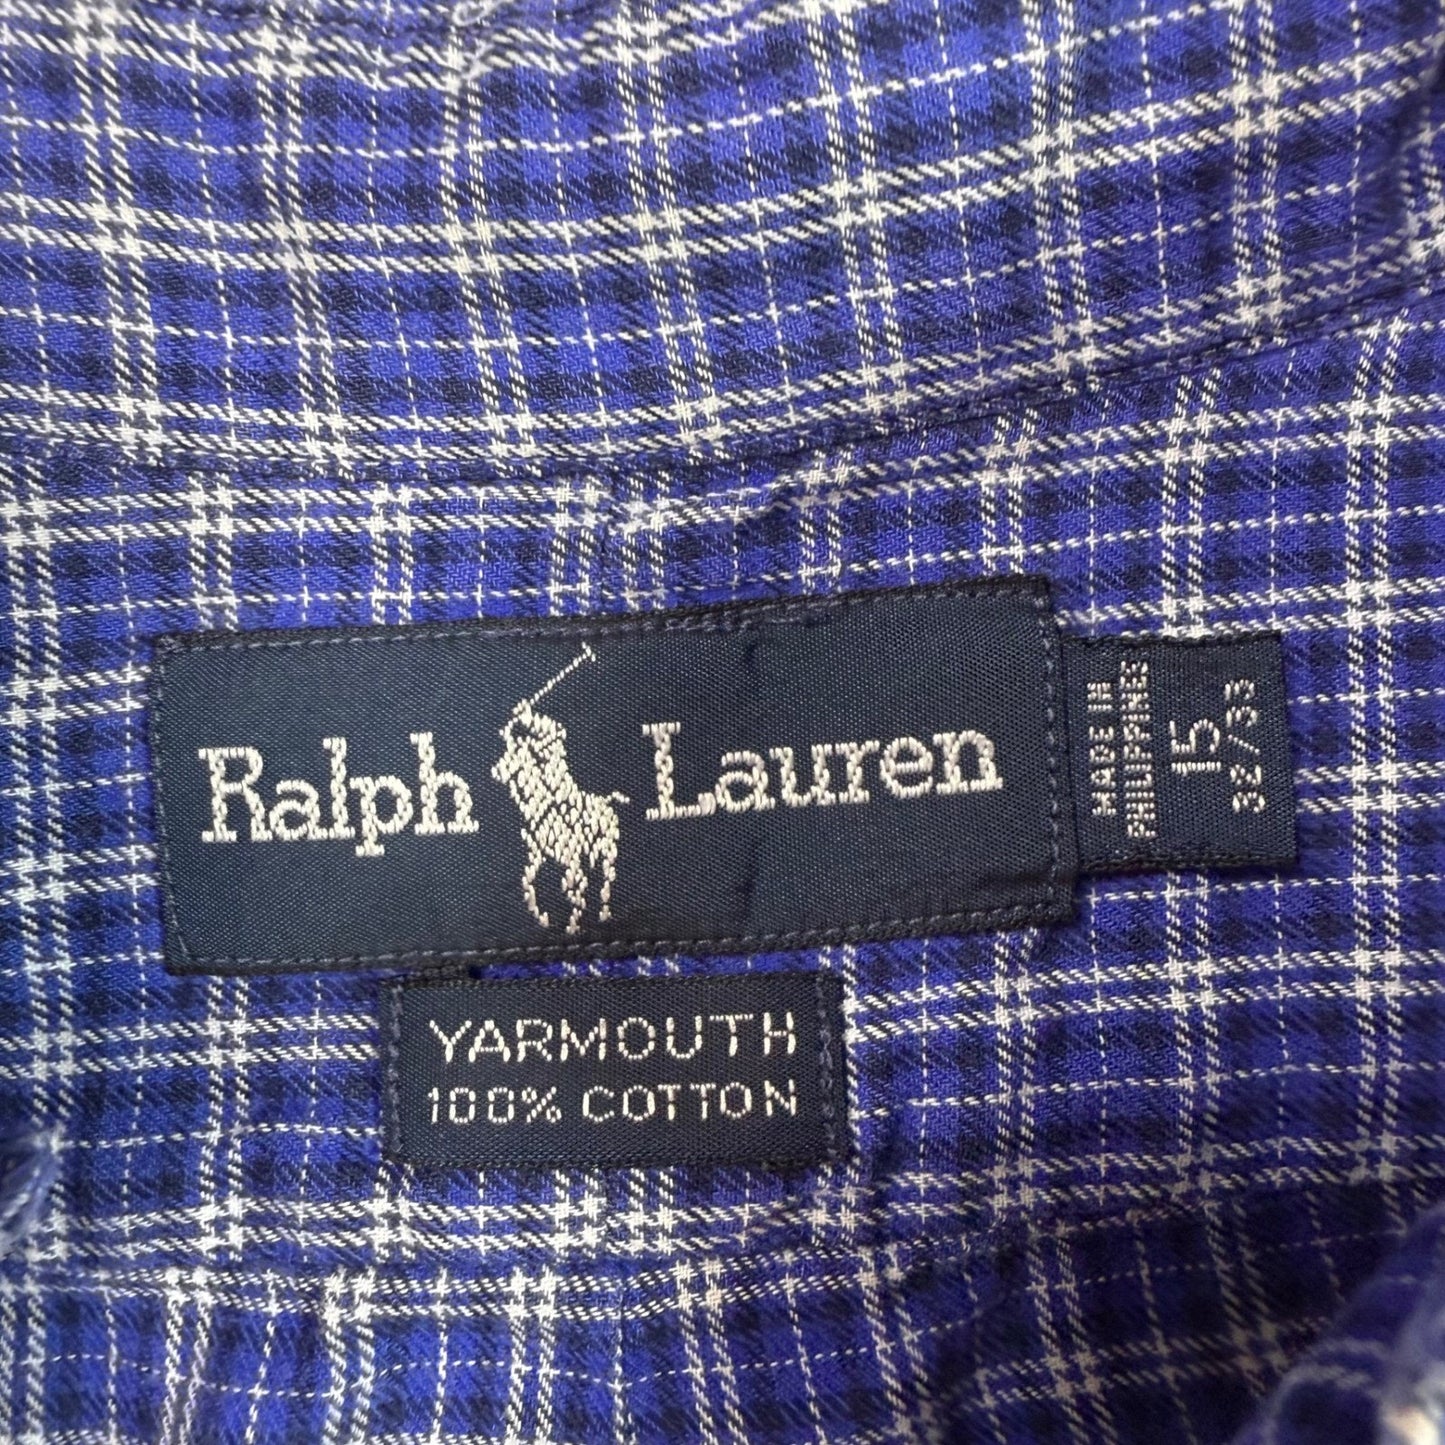 Ralph Lauren
MADE IN
PHILIPPINES
15
32/33
YARMOUTH
100% COTTON